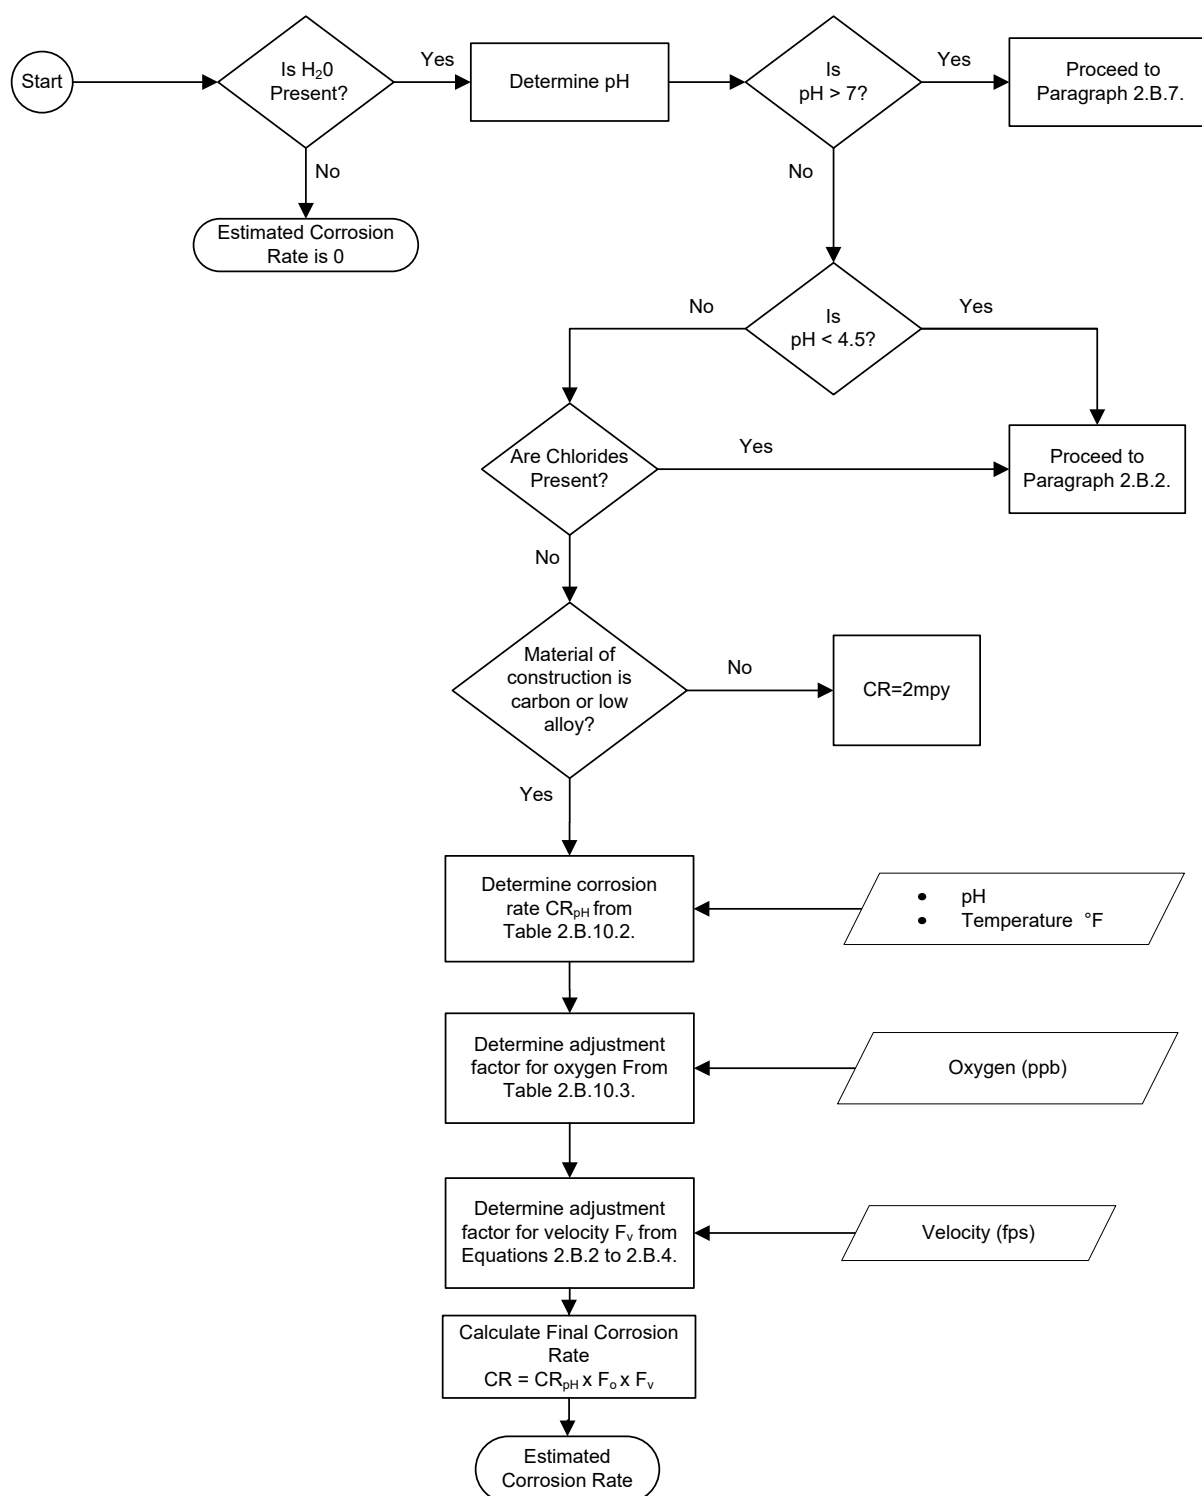 Start
Is H₂0
Present?
Yes
Determine pH
Is
pH > 7?
Yes
Proceed to
Paragraph 2.B.7.
No
Estimated Corrosion
Rate is 0
No
Is
pH < 4.5?
No
Yes
Are Chlorides
Present?
Yes
Proceed to
Paragraph 2.B.2.
No
Material of
construction is
carbon or low
alloy?
No
CR=2mpy
Yes
Determine corrosion
rate CRpH from
Table 2.B.10.2.
• pH
• Temperature °F
Determine adjustment
factor for oxygen From
Table 2.B.10.3.
Oxygen (ppb)
Determine adjustment
factor for velocity Fv from
Equations 2.B.2 to 2.B.4.
Velocity (fps)
Calculate Final Corrosion
Rate
CR = CRpH x Fo x Fv
Estimated
Corrosion Rate